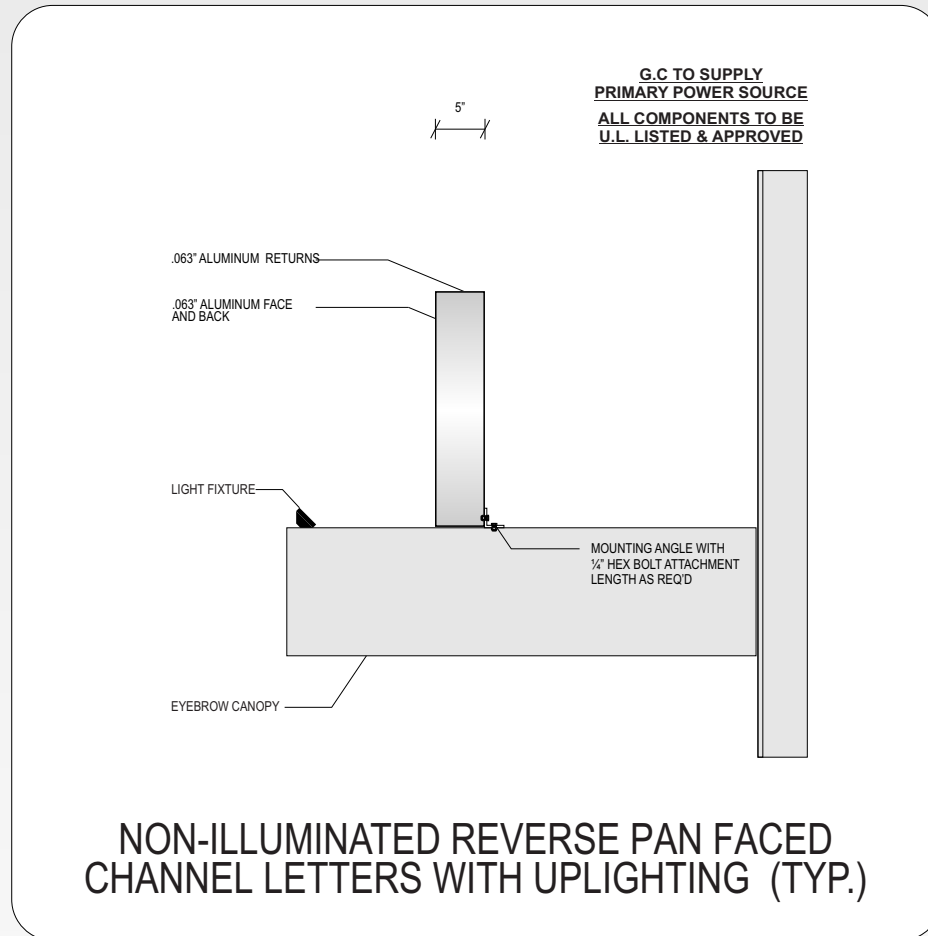 G.C TO SUPPLY
PRIMARY POWER SOURCE
ALL COMPONENTS TO BE
U.L. LISTED & APPROVED
5"
.063" ALUMINUM RETURNS
.063" ALUMINUM FACE
AND BACK
LIGHT FIXTURE
MOUNTING ANGLE WITH
¼" HEX BOLT ATTACHMENT
LENGTH AS REQ'D
EYEBROW CANOPY
NON-ILLUMINATED REVERSE PAN FACED
CHANNEL LETTERS WITH UPLIGHTING (TYP.)